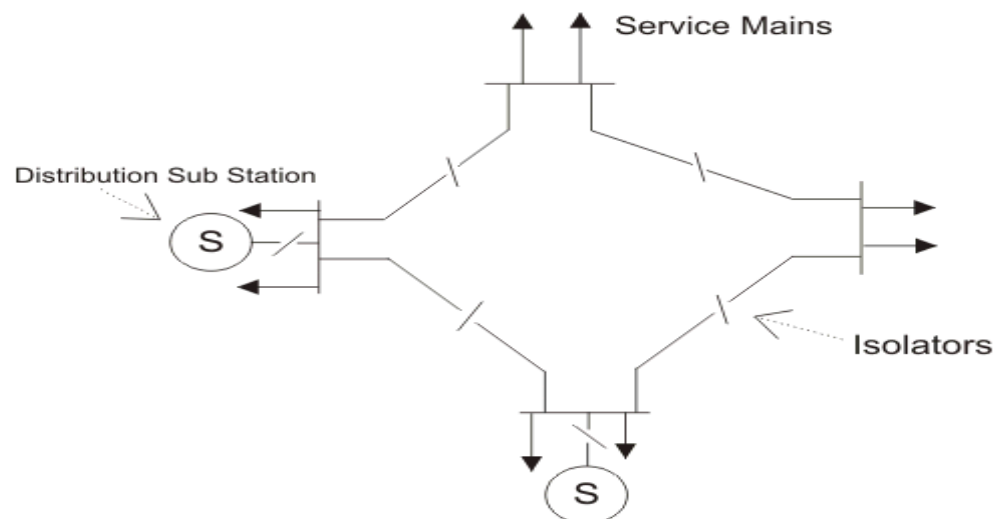 Service Mains
Distribution Sub Station
S
Isolators
S